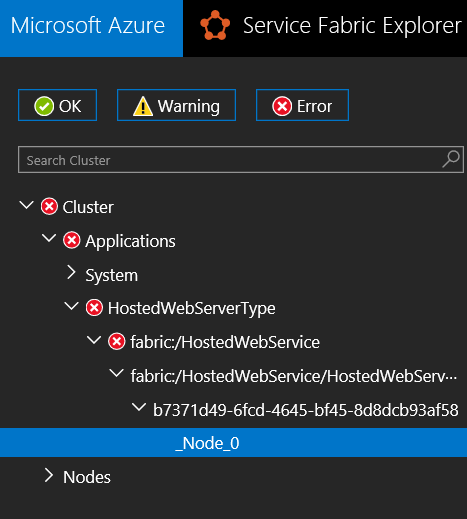 Microsoft Azure
Service Fabric Explorer
OK
Warning
Error
Search Cluster
Cluster
Applications
System
HostedWebServerType
fabric:/HostedWebService
fabric:/HostedWebService/HostedWebServ...
b7371d49-6fcd-4645-bf45-8d8dcb93af58
_Node_0
Nodes